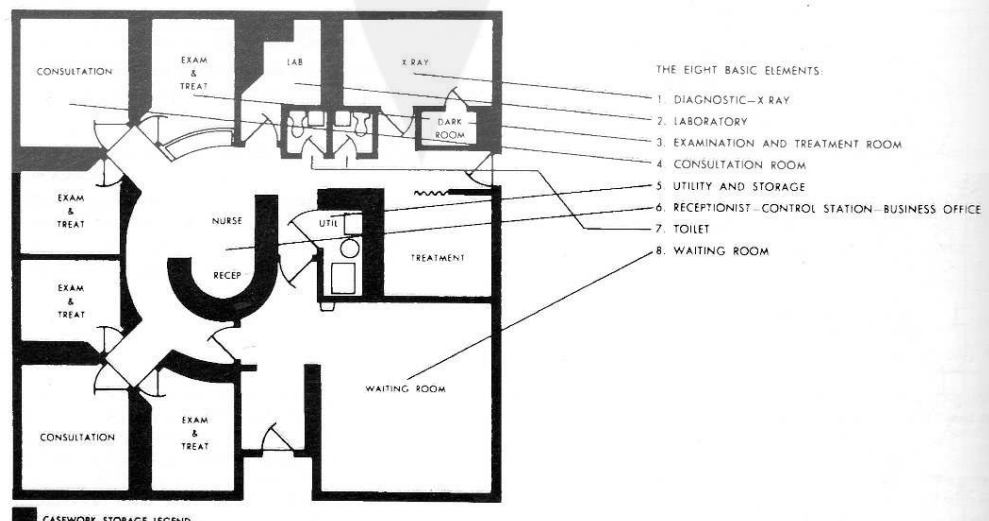 CONSULTATION
EXAM
&
TREAT
LAB
X RAY
DARK
ROOM
EXAM
&
TREAT
NURSE
UTIL
RECEP
TREATMENT
EXAM
&
TREAT
WAITING ROOM
CONSULTATION
EXAM
&
TREAT
THE EIGHT BASIC ELEMENTS:
1. DIAGNOSTIC—X RAY
2. LABORATORY
3. EXAMINATION AND TREATMENT ROOM
4. CONSULTATION ROOM
5. UTILITY AND STORAGE
6. RECEPTIONIST—CONTROL STATION—BUSINESS OFFICE
7. TOILET
8. WAITING ROOM
CASEWORK STORAGE LEGEND